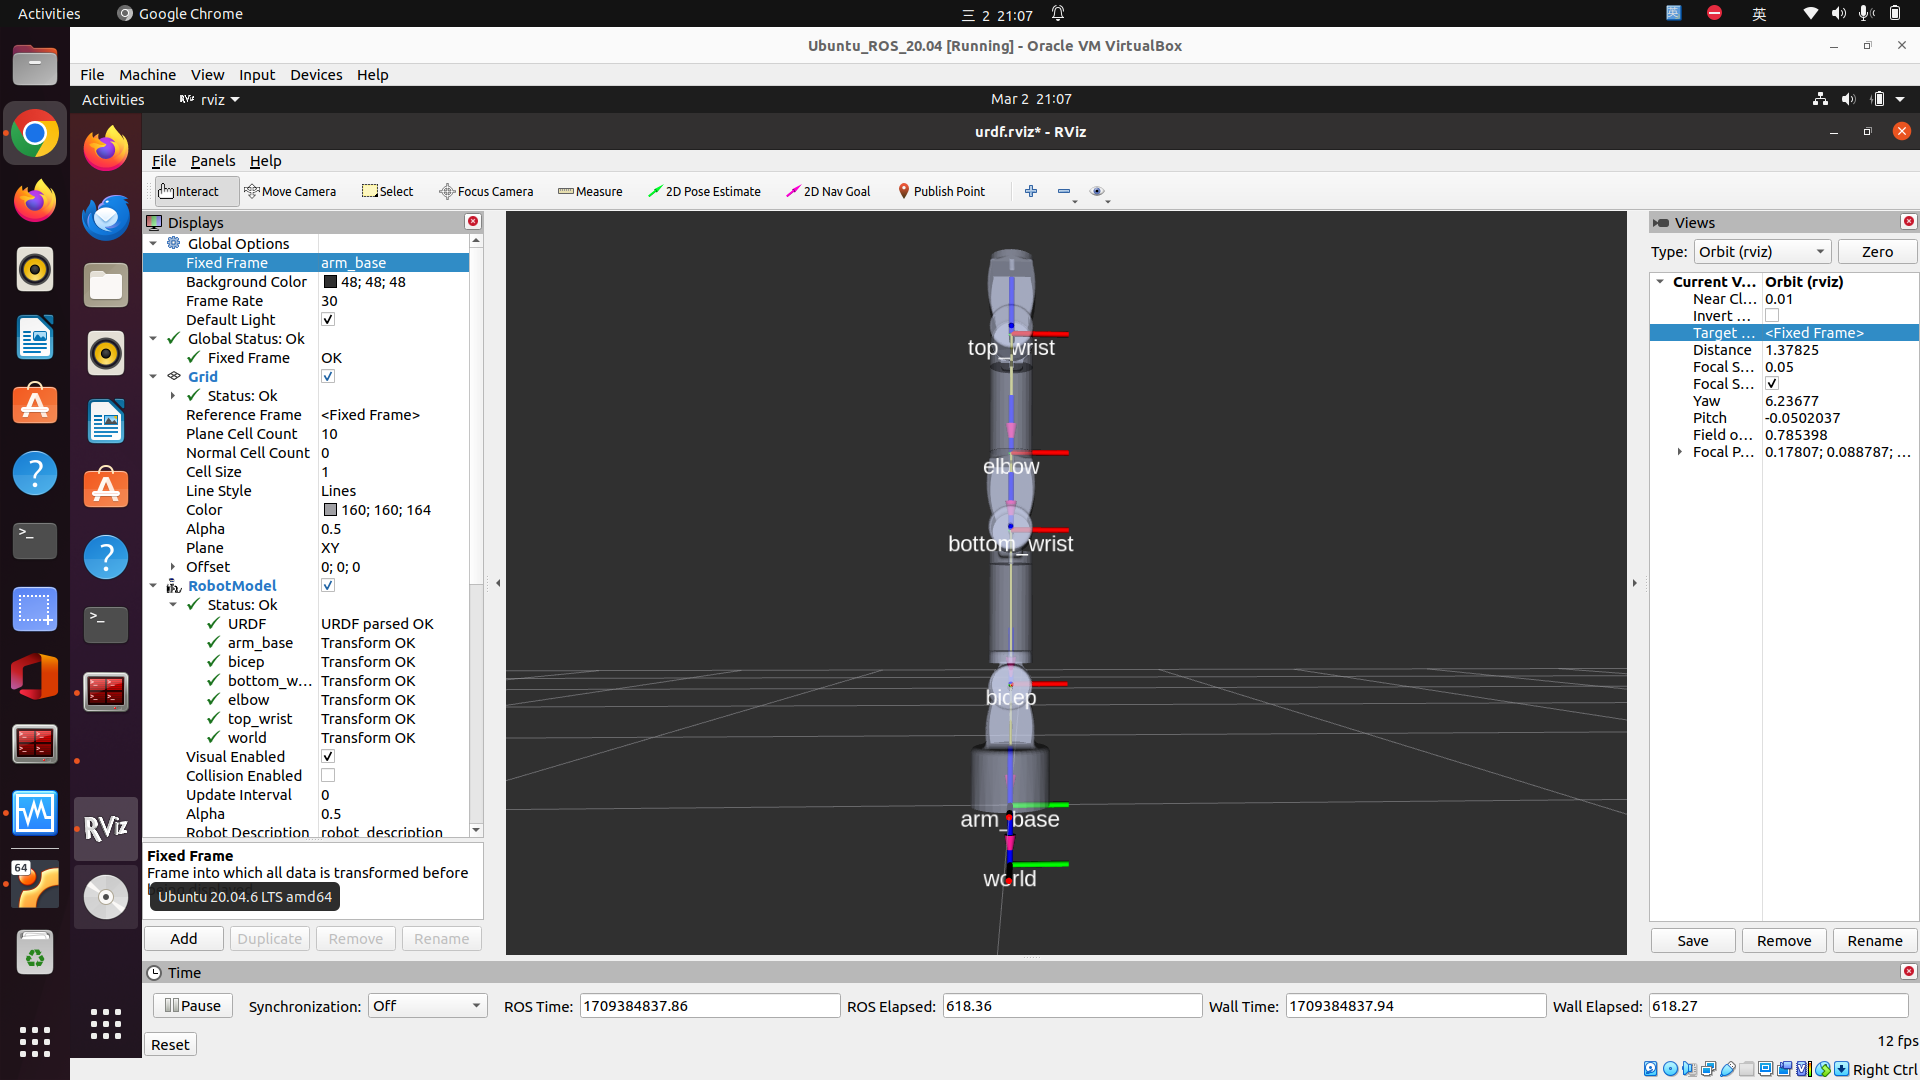 Activities Google Chrome 三 2 21:07 英
Ubuntu_ROS_20.04 [Running] - Oracle VM VirtualBox
File Machine View Input Devices Help
Activities rviz Mar 2 21:07
urdf.rviz* - RViz
File Panels Help
Interact Move Camera Select Focus Camera Measure 2D Pose Estimate 2D Nav Goal Publish Point
Displays
Global Options
Fixed Frame arm_base
Background Color 48; 48; 48
Frame Rate 30
Default Light
Global Status: Ok
Fixed Frame OK
Grid
Status: Ok
Reference Frame <Fixed Frame>
Plane Cell Count 10
Normal Cell Count 0
Cell Size 1
Line Style Lines
Color 160; 160; 164
Alpha 0.5
Plane XY
Offset 0; 0; 0
RobotModel
Status: Ok
URDF URDF parsed OK
arm_base Transform OK
bicep Transform OK
bottom_w... Transform OK
elbow Transform OK
top_wrist Transform OK
world Transform OK
Visual Enabled
Collision Enabled
Update Interval 0
Alpha 0.5
Robot Description robot_description
Fixed Frame
Frame into which all data is transformed before
Ubuntu 20.04.6 LTS amd64
Add Duplicate Remove Rename
top_wrist
elbow
bottom_wrist
bicep
arm_base
world
Views
Type: Orbit (rviz) Zero
Current V... Orbit (rviz)
Near Cl... 0.01
Invert ...
Target ... <Fixed Frame>
Distance 1.37825
Focal S... 0.05
Focal S...
Yaw 6.23677
Pitch -0.0502037
Field o... 0.785398
Focal P... 0.17807; 0.088787; ...
Save Remove Rename
Time
Pause Synchronization: Off ROS Time: 1709384837.86 ROS Elapsed: 618.36 Wall Time: 1709384837.94 Wall Elapsed: 618.27
Reset 12 fps
Right Ctrl
64
RViz